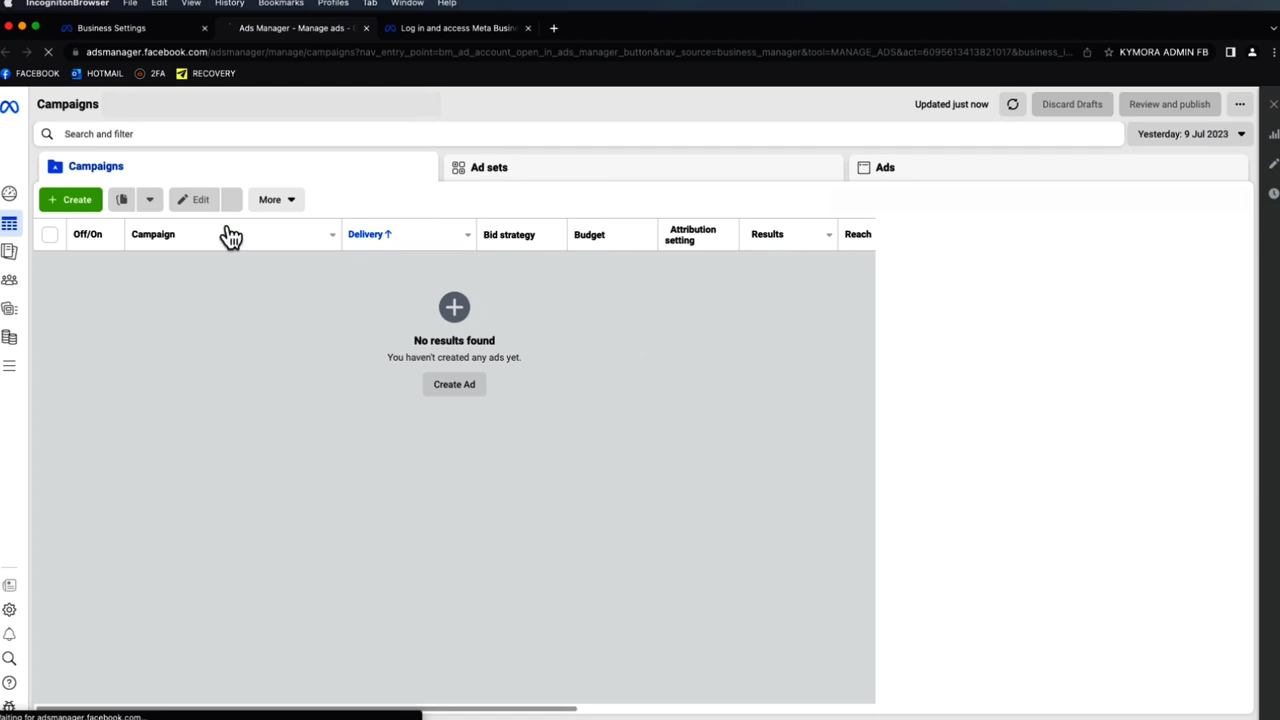 IncognitonBrowser File Edit View History Bookmarks Profiles Tab Window Help
Business Settings
Ads Manager - Manage ads - 
Log in and access Meta Busin
adsmanager.facebook.com/adsmanager/manage/campaigns?nav_entry_point=bm_ad_account_open_in_ads_manager_button&nav_source=business_manager&tool=MANAGE_ADS&act=6095613413821017&business_i...
KYMORA ADMIN FB
FACEBOOK HOTMAIL 2FA RECOVERY
Campaigns
Updated just now
Discard Drafts
Review and publish
Search and filter
Yesterday: 9 Jul 2023
Campaigns
Ad sets
Ads
+ Create
Edit
More
Off/On
Campaign
Delivery ↑
Bid strategy
Budget
Attribution
setting
Results
Reach
No results found
You haven't created any ads yet.
Create Ad
aiting for adsmanager.facebook.com...